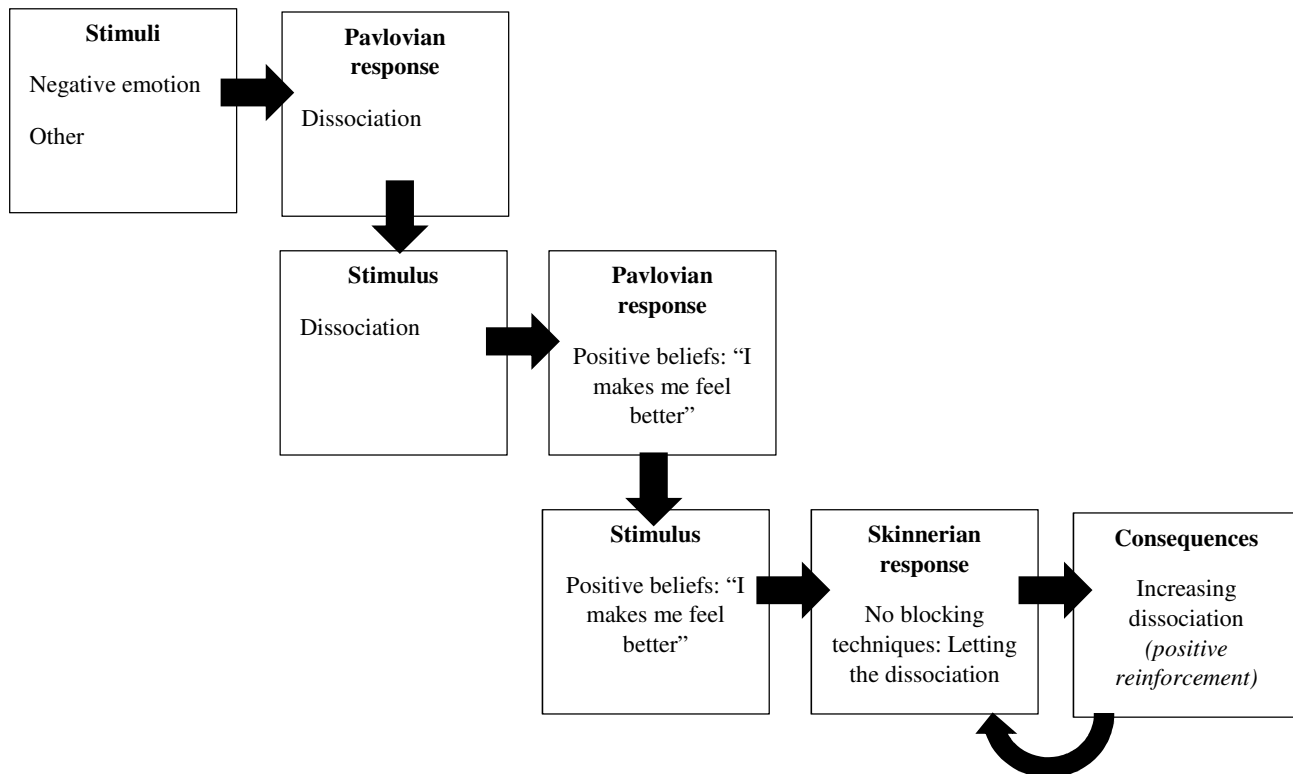 Stimuli
Negative emotion
Other
Pavlovian
response
Dissociation
Stimulus
Dissociation
Pavlovian
response
Positive beliefs: “I
makes me feel
better”
Stimulus
Positive beliefs: “I
makes me feel
better”
Skinnerian
response
No blocking
techniques: Letting
the dissociation
Consequences
Increasing
dissociation
(positive
reinforcement)